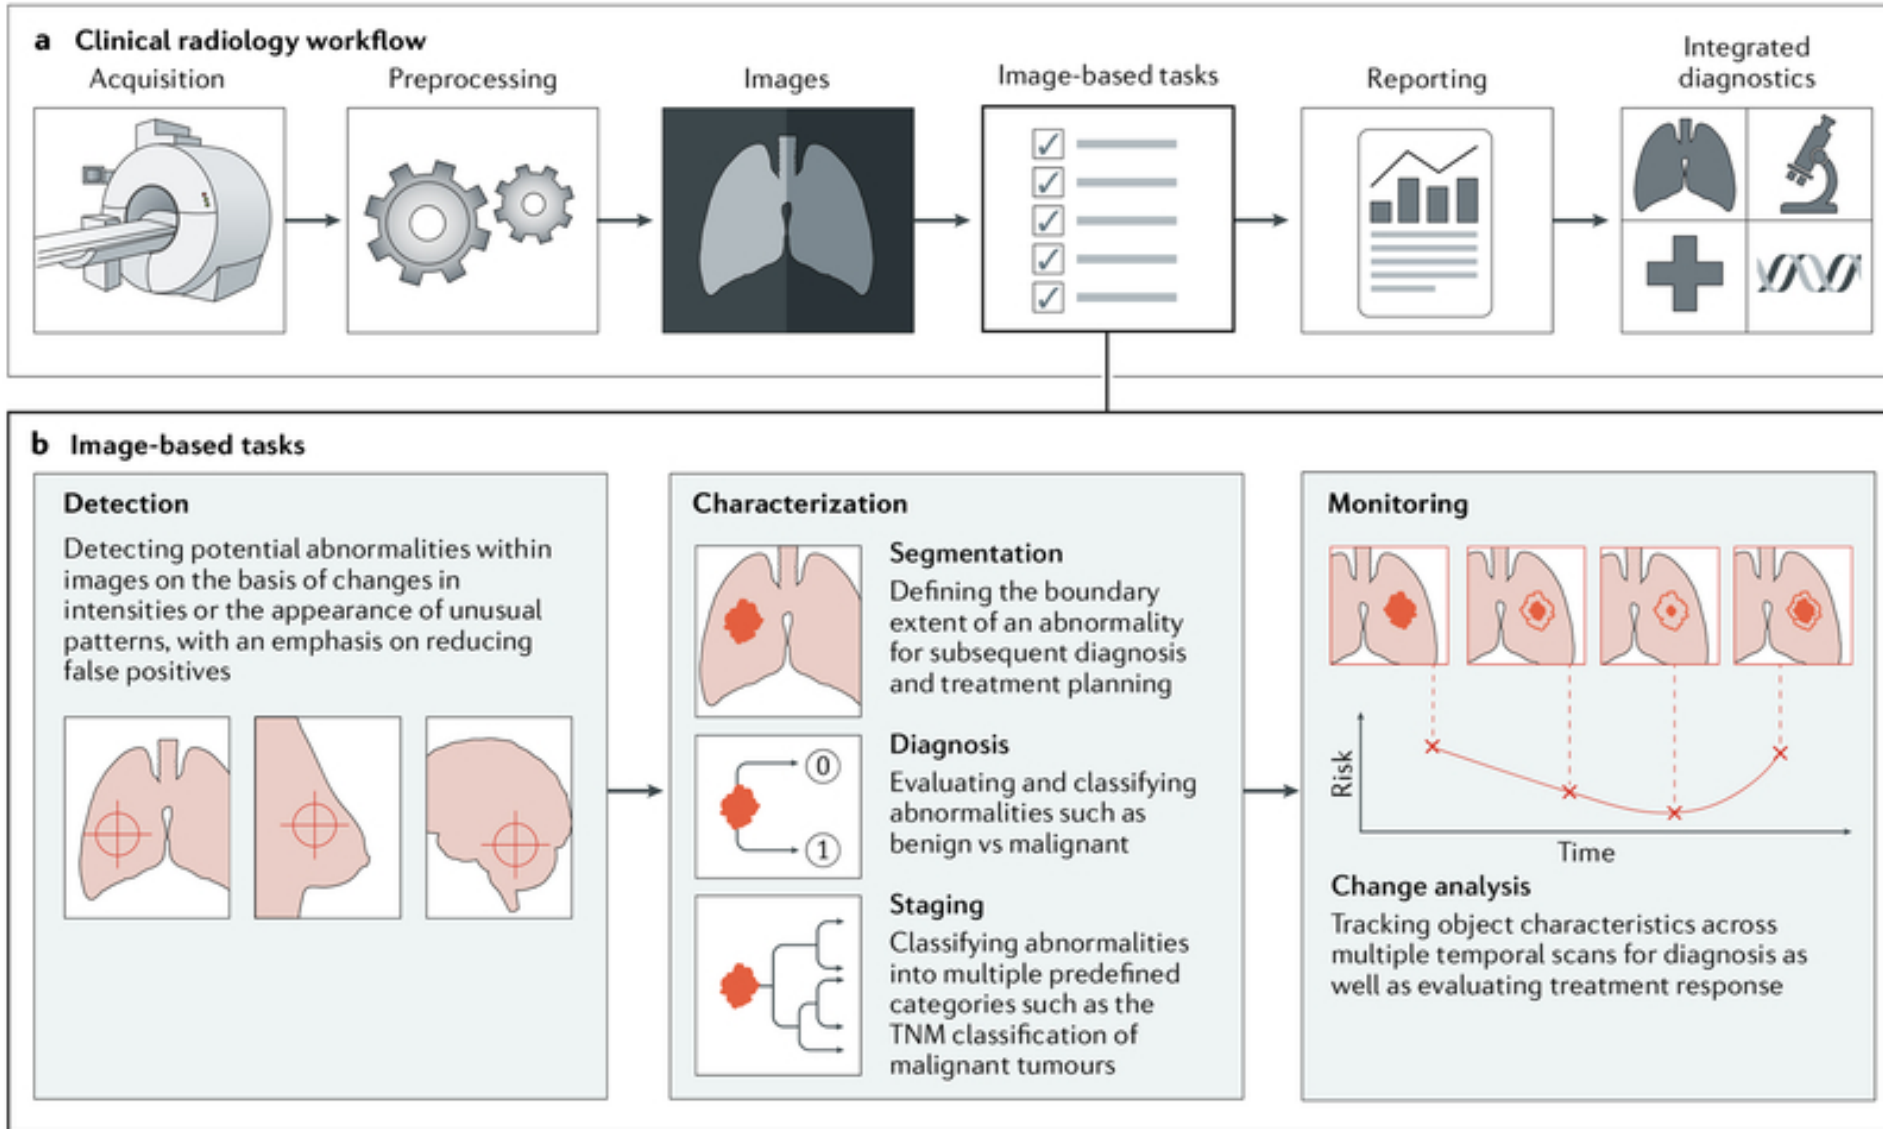 a Clinical radiology workflow
Acquisition
Preprocessing
Images
Image-based tasks
Reporting
Integrated
diagnostics
b Image-based tasks
Detection
Detecting potential abnormalities within
images on the basis of changes in
intensities or the appearance of unusual
patterns, with an emphasis on reducing
false positives
Characterization
Segmentation
Defining the boundary
extent of an abnormality
for subsequent diagnosis
and treatment planning
0
1
Diagnosis
Evaluating and classifying
abnormalities such as
benign vs malignant
Staging
Classifying abnormalities
into multiple predefined
categories such as the
TNM classification of
malignant tumours
Monitoring
Risk
Time
Change analysis
Tracking object characteristics across
multiple temporal scans for diagnosis as
well as evaluating treatment response